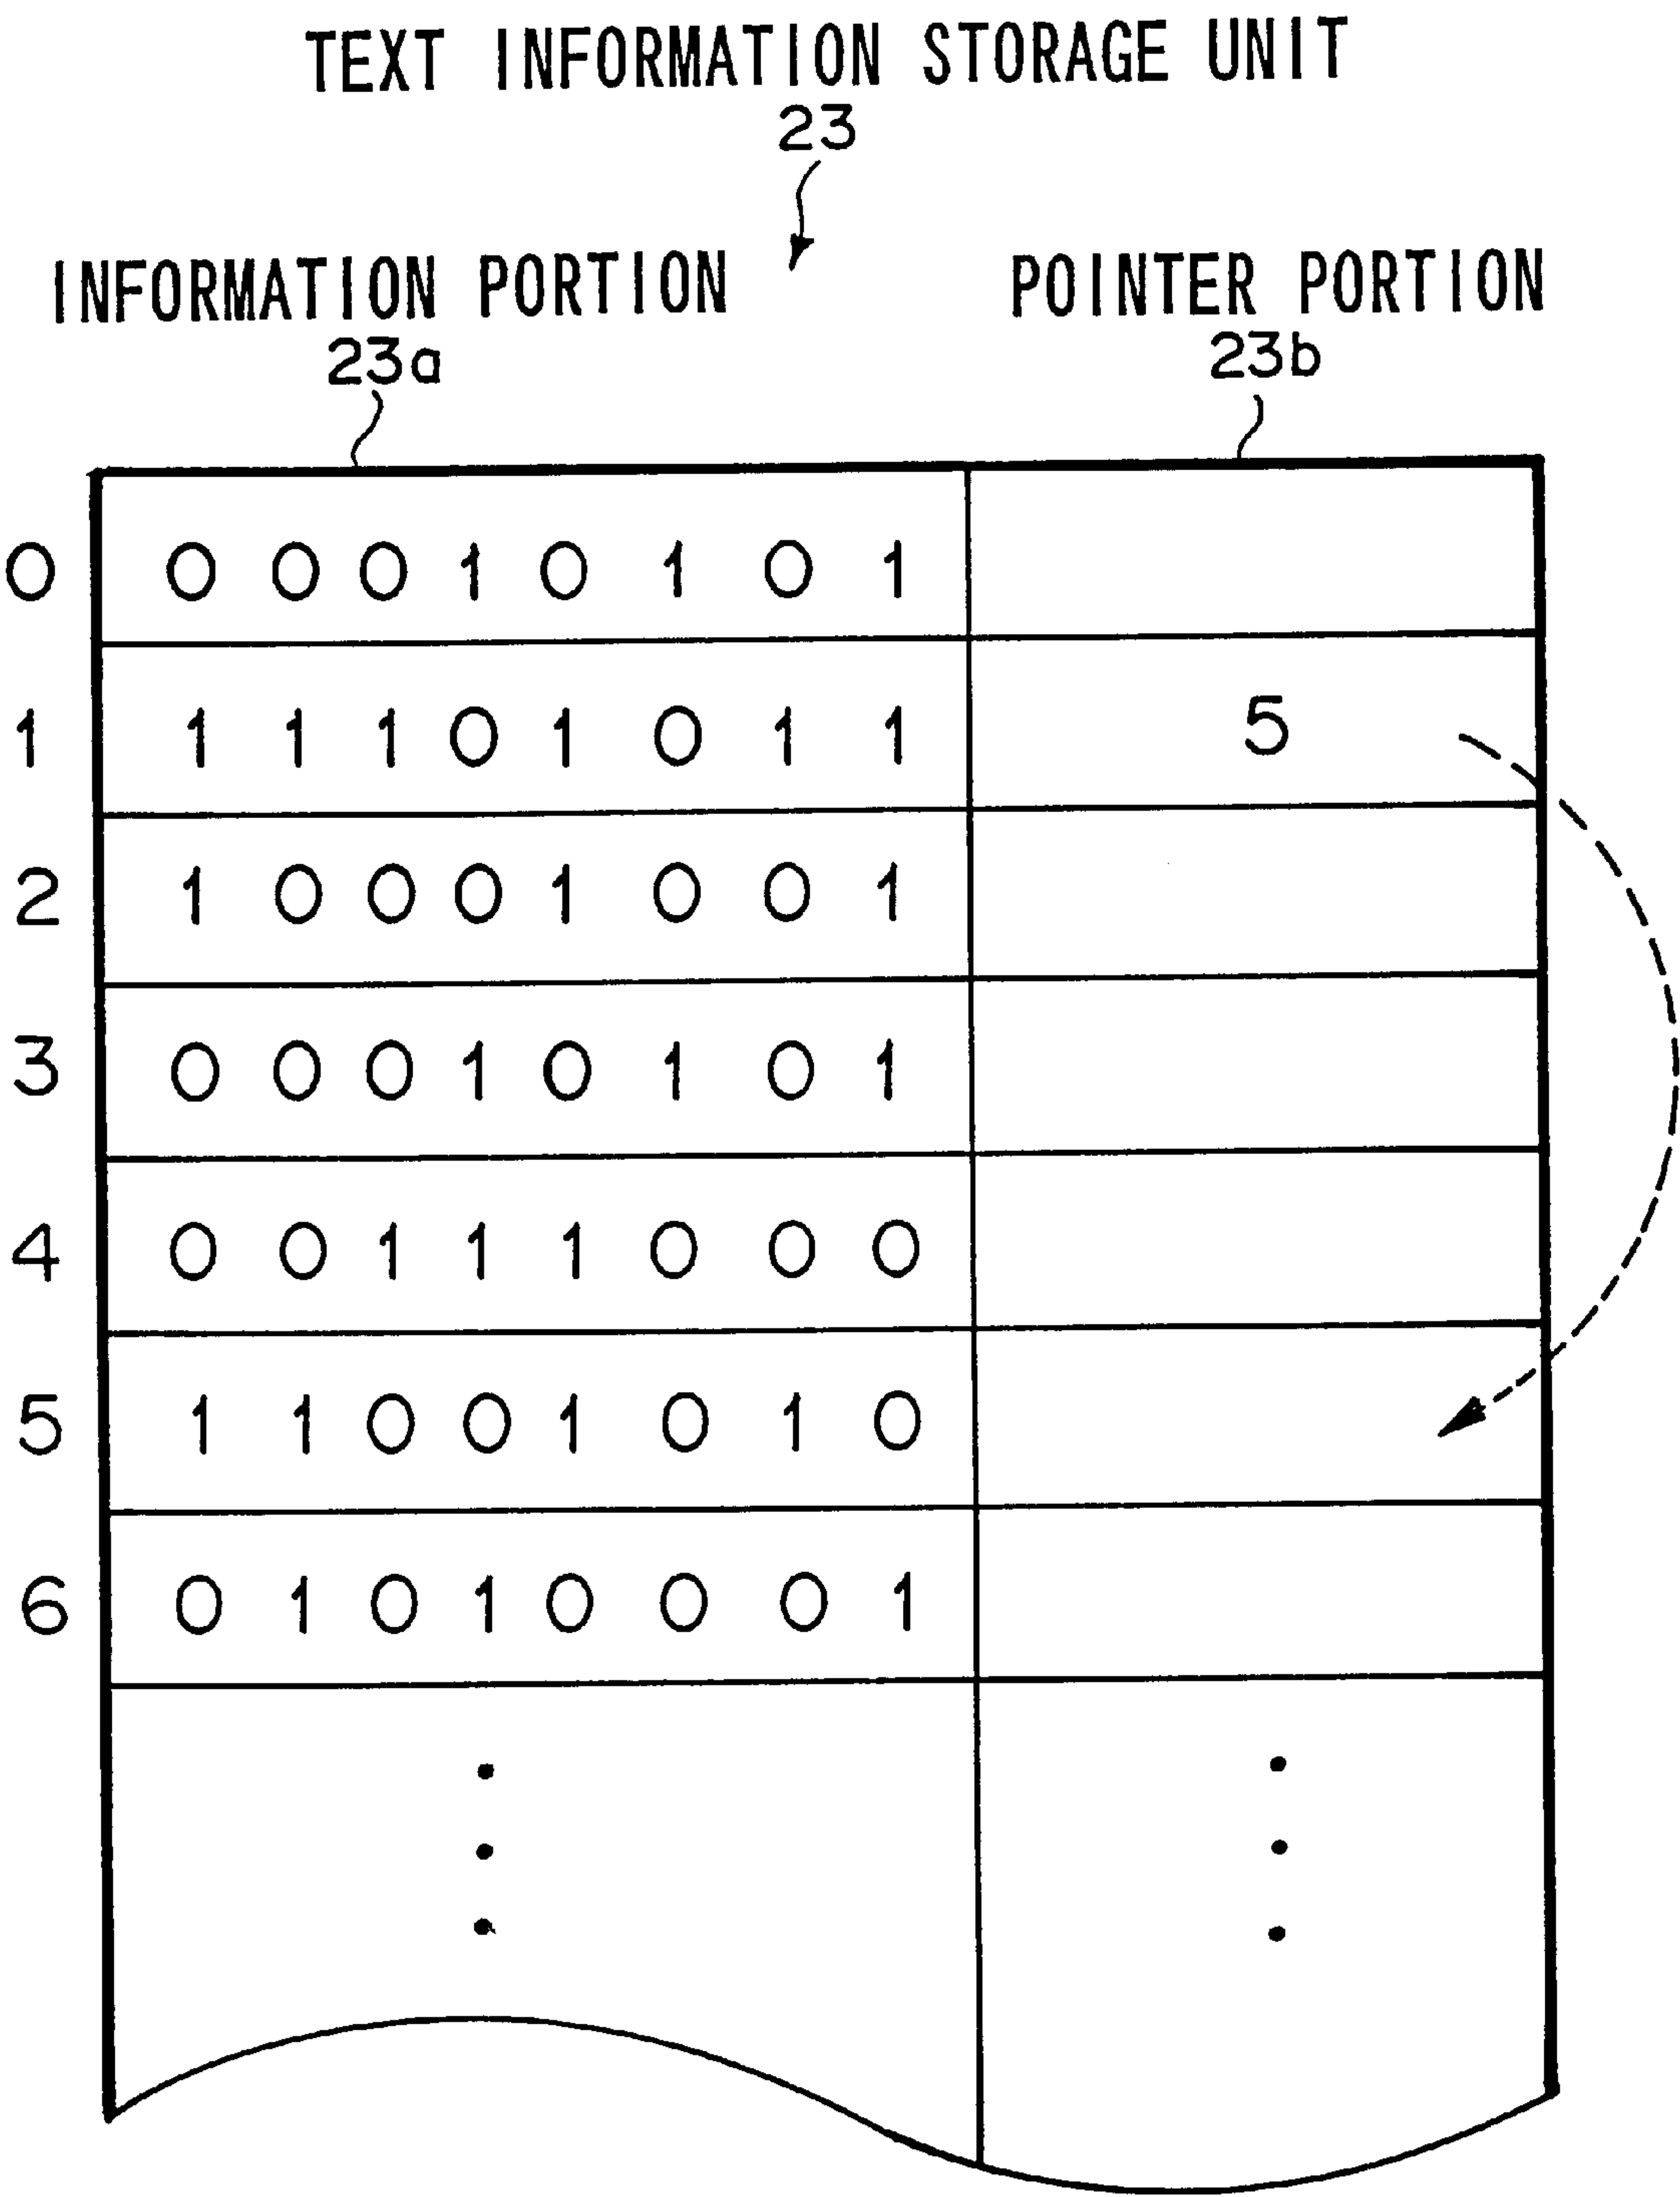 TEXT INFORMATION STORAGE UNIT
23
INFORMATION PORTION POINTER PORTION
23a 23b
0 0 0 0 1 0 1 0 1
1 1 1 1 0 1 0 1 1 5
2 1 0 0 0 1 0 0 1
3 0 0 0 1 0 1 0 1
4 0 0 1 1 1 0 0 0
5 1 1 0 0 1 0 1 0
6 0 1 0 1 0 0 0 1